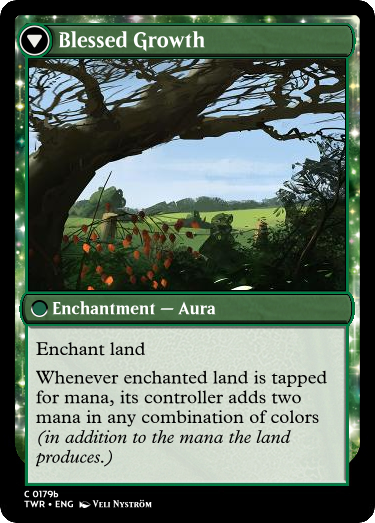 Blessed Growth
Enchantment — Aura
Enchant land
Whenever enchanted land is tapped
for mana, its controller adds two
mana in any combination of colors
(in addition to the mana the land
produces.)
C 0179b
TWR • ENG Veli Nyström